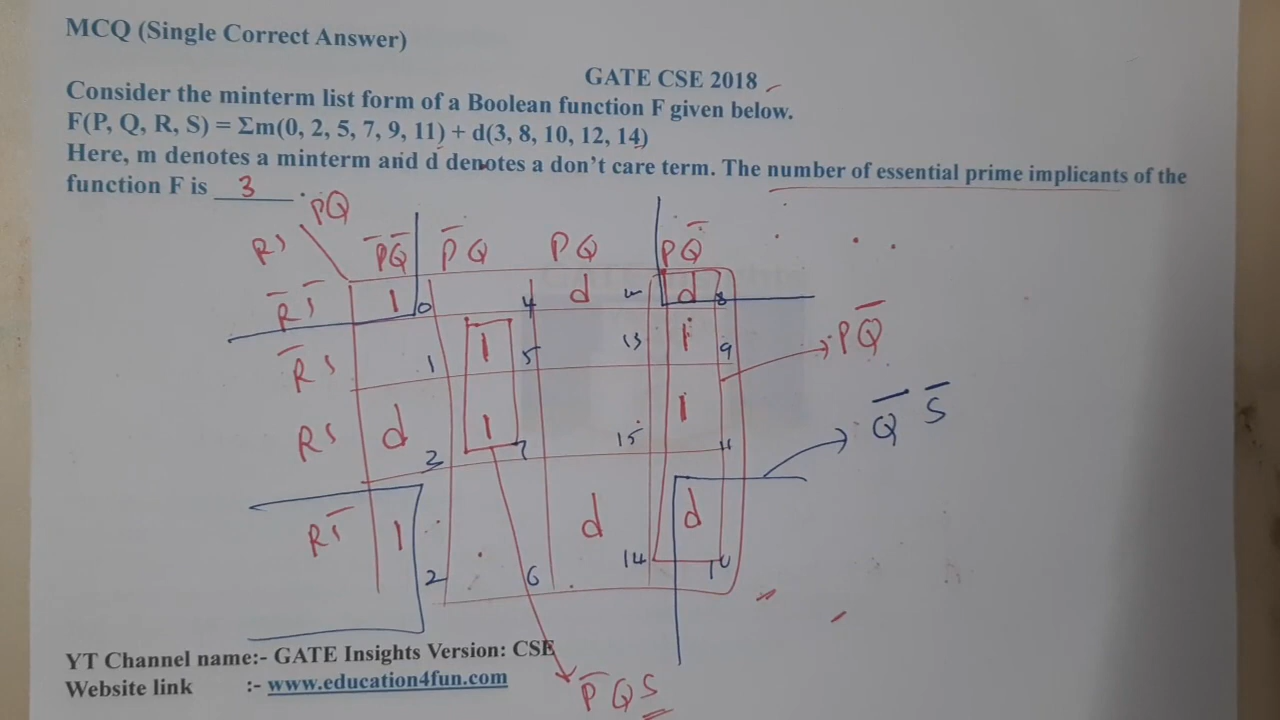 MCQ (Single Correct Answer)
GATE CSE 2018
Consider the minterm list form of a Boolean function F given below.
F(P, Q, R, S) = Σm(0, 2, 5, 7, 9, 11) + d(3, 8, 10, 12, 14)
Here, m denotes a minterm and d denotes a don't care term. The number of essential prime implicants of the
function F is 3.
PQ
RS P̅Q̅ P̅Q PQ PQ̅
R̅S̅ 1 0 4 d d 8
R̅S 1 1 5 13 1 9
PQ̅
RS d 3 1 7 15 1 11
Q̅ S̅
RS̅ 1 2 6 d 14 d 10
YT Channel name:- GATE Insights Version: CSE
Website link :- www.education4fun.com
P̅QS